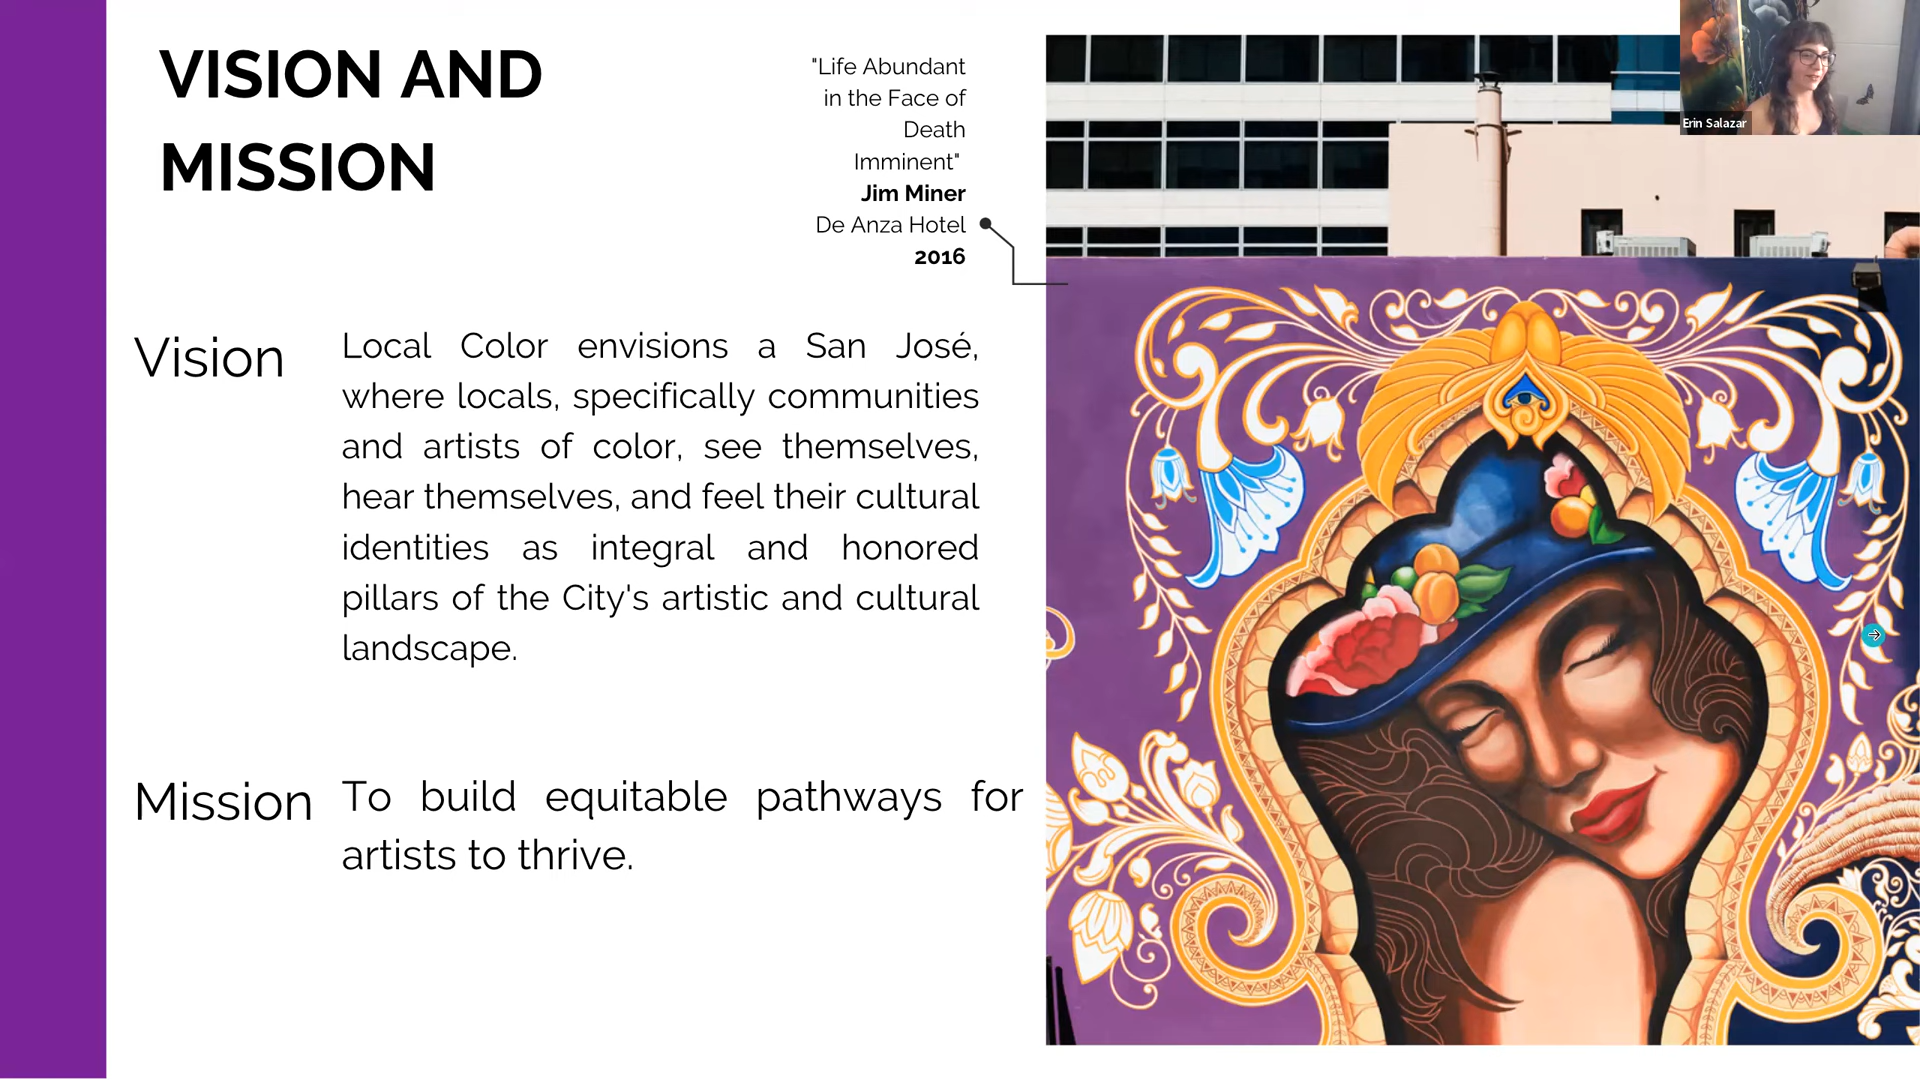 VISION AND
MISSION
"Life Abundant
in the Face of
Death
Imminent"
Jim Miner
De Anza Hotel
2016
Erin Salazar
Vision
Local Color envisions a San José,
where locals, specifically communities
and artists of color, see themselves,
hear themselves, and feel their cultural
identities as integral and honored
pillars of the City's artistic and cultural
landscape.
Mission
To build equitable pathways for
artists to thrive.